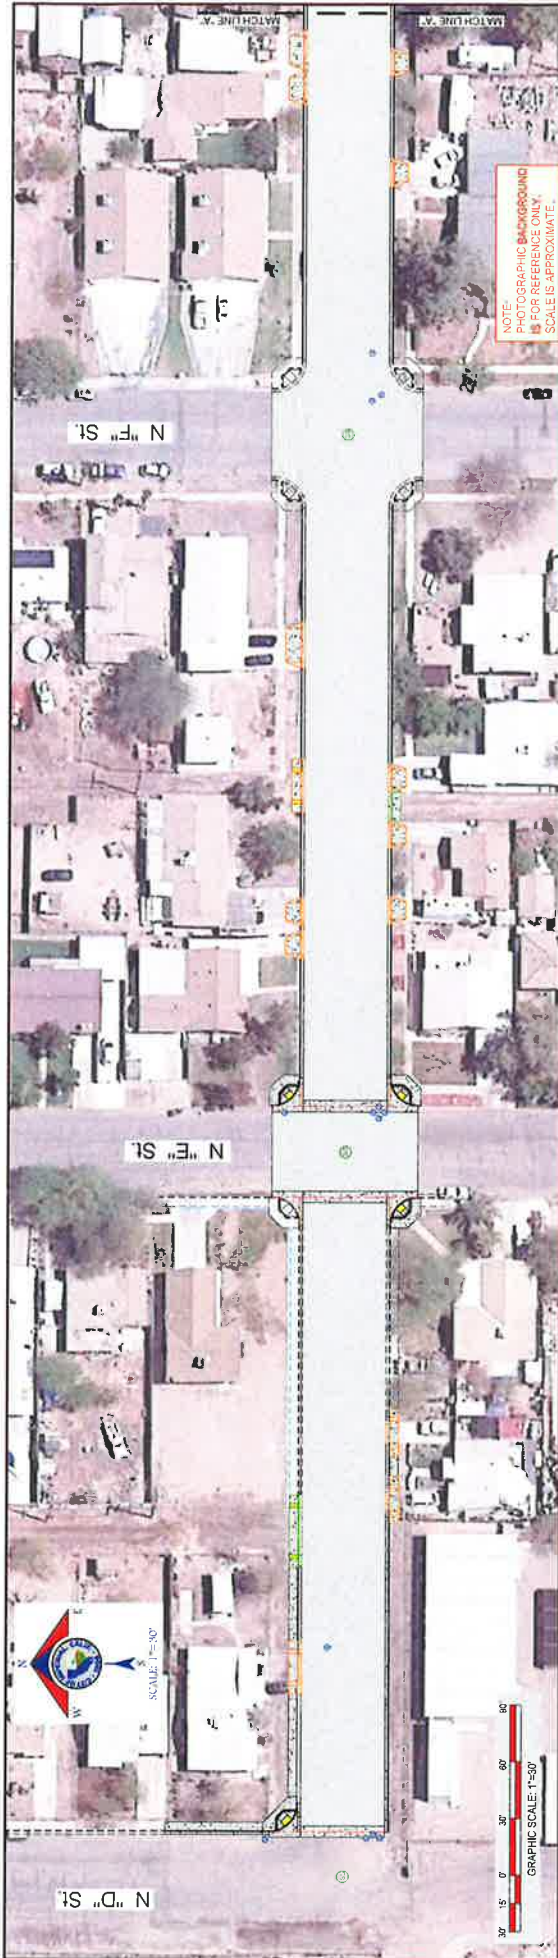 MATCH LINE "A"
MATCH LINE "A"
NOTE:
PHOTOGRAPHIC BACKGROUND
IS FOR REFERENCE ONLY.
SCALE IS APPROXIMATE.
N "F" St.
N "E" St.
N "D" St.
N
W
E
S
SCALE: 1"=30'
30' 15' 0' 30' 60' 90'
GRAPHIC SCALE: 1"=30'